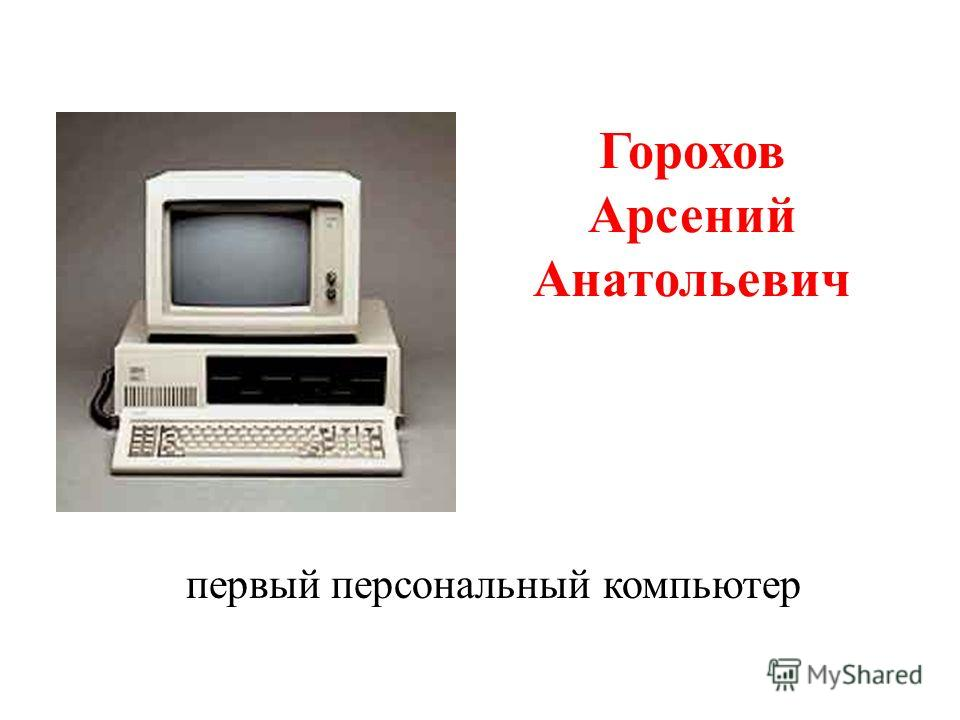 Горохов
Арсений
Анатольевич
первый персональный компьютер
MyShared